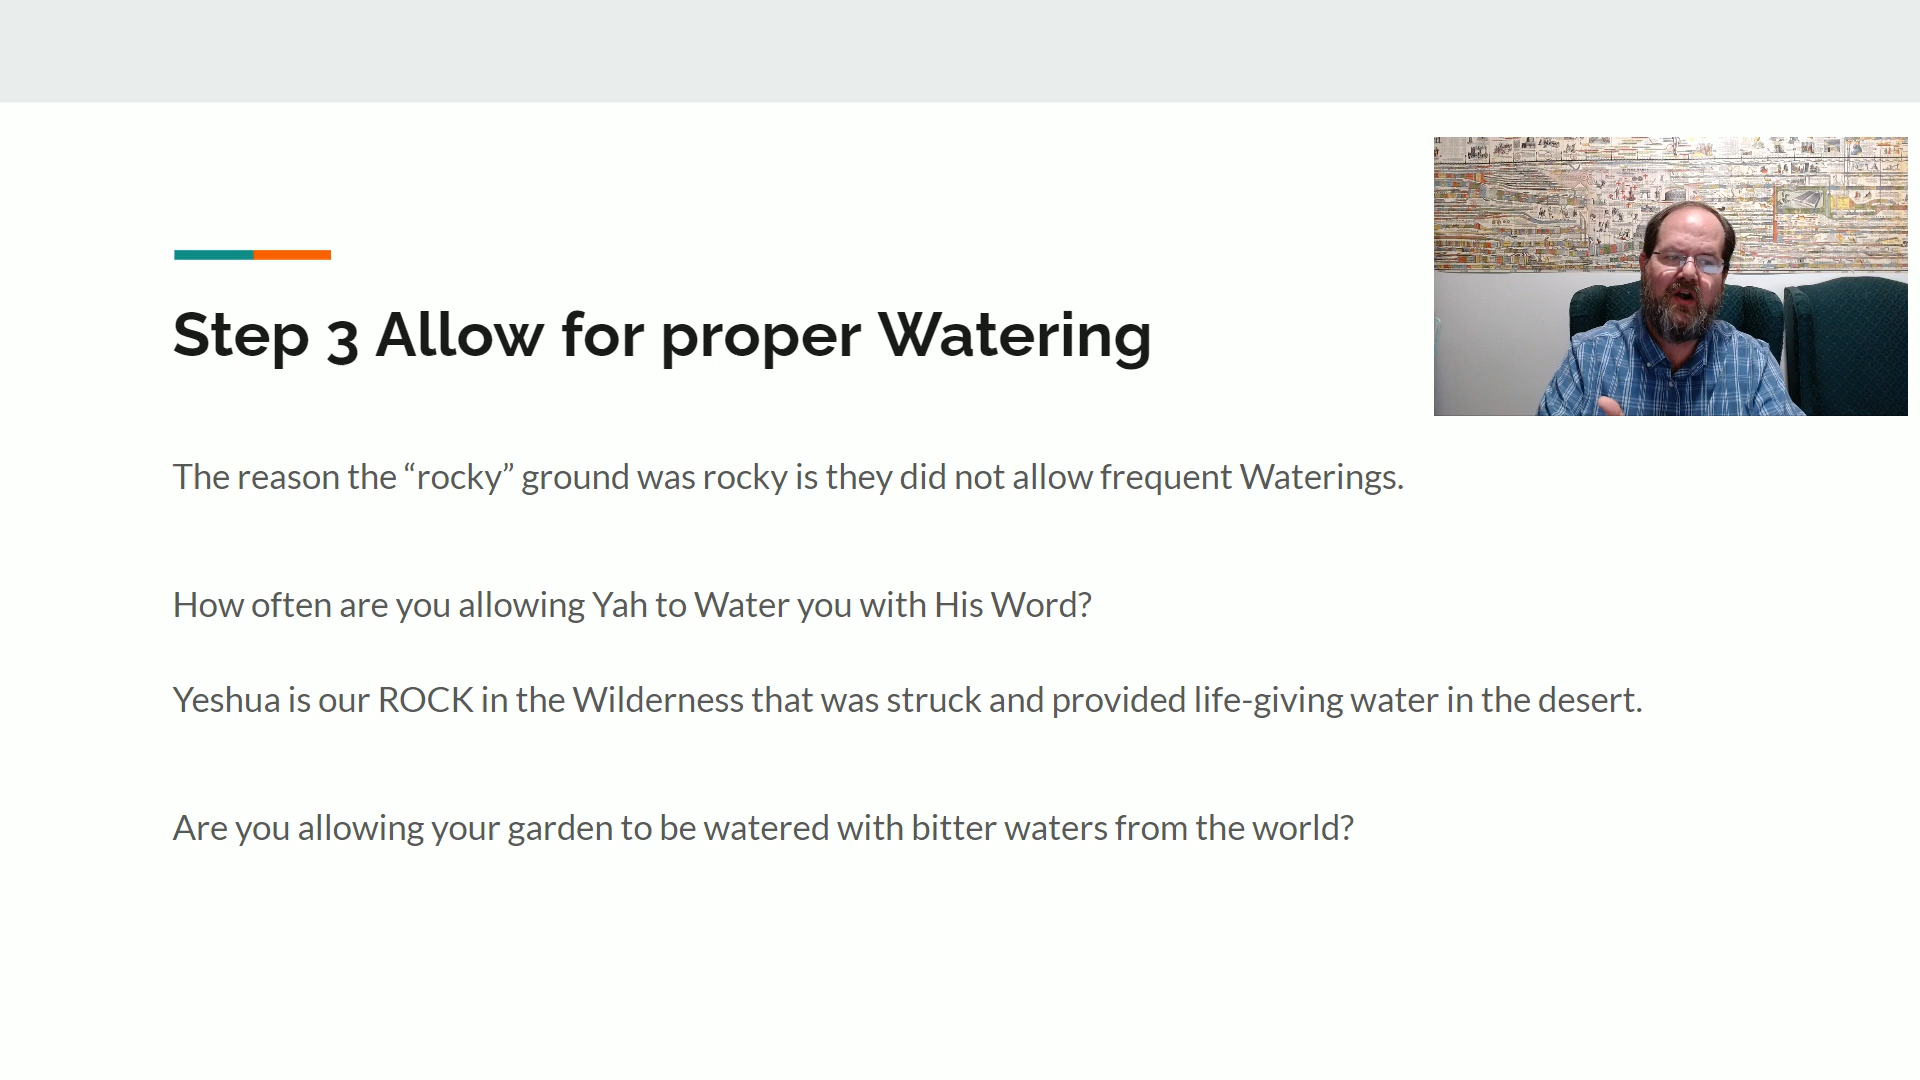 Step 3 Allow for proper Watering
The reason the “rocky” ground was rocky is they did not allow frequent Waterings.
How often are you allowing Yah to Water you with His Word?
Yeshua is our ROCK in the Wilderness that was struck and provided life-giving water in the desert.
Are you allowing your garden to be watered with bitter waters from the world?